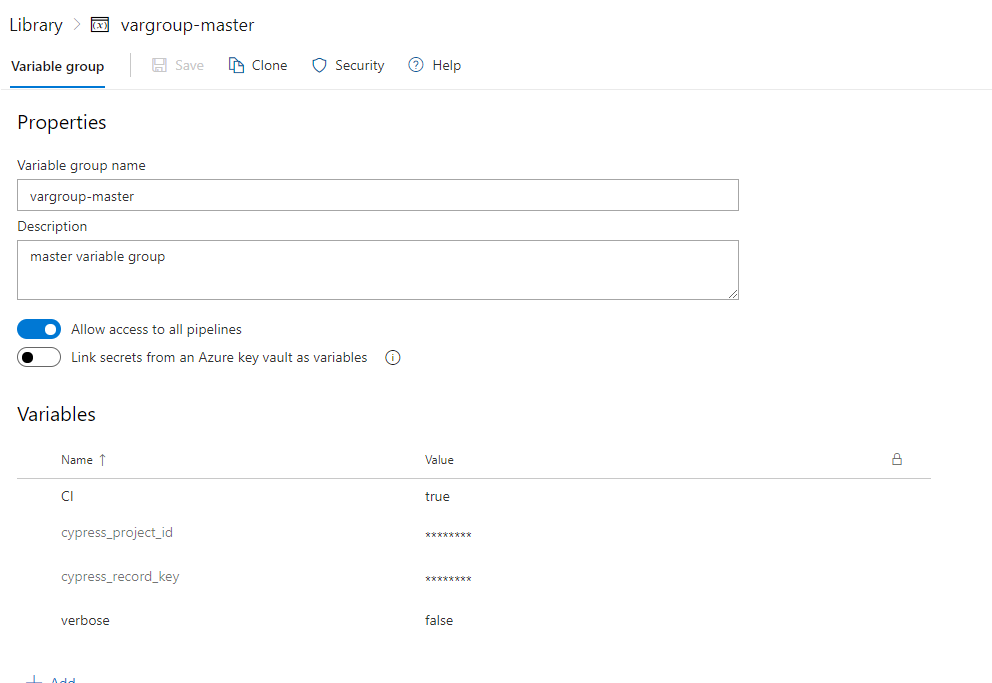 Library > (x) vargroup-master
Variable group Save Clone Security ? Help
Properties
Variable group name
vargroup-master
Description
master variable group
Allow access to all pipelines
Link secrets from an Azure key vault as variables i
Variables
Name ↑ Value
CI true
cypress_project_id ********
cypress_record_key ********
verbose false
+ Add